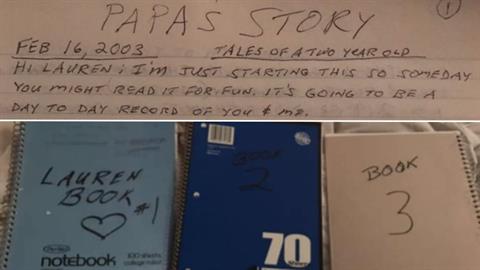 PAPA'S STORY
1
FEB 16, 2003 TALES OF A TWO YEAR OLD
HI LAUREN; I'M JUST STARTING THIS SO SOMEDAY
YOU MIGHT READ IT FOR FUN. IT'S GOING TO BE A
DAY TO DAY RECORD OF YOU & ME.
LAUREN
BOOK
#1
notebook
100 sheets
college ruled
BOOK
2
70
BOOK
3